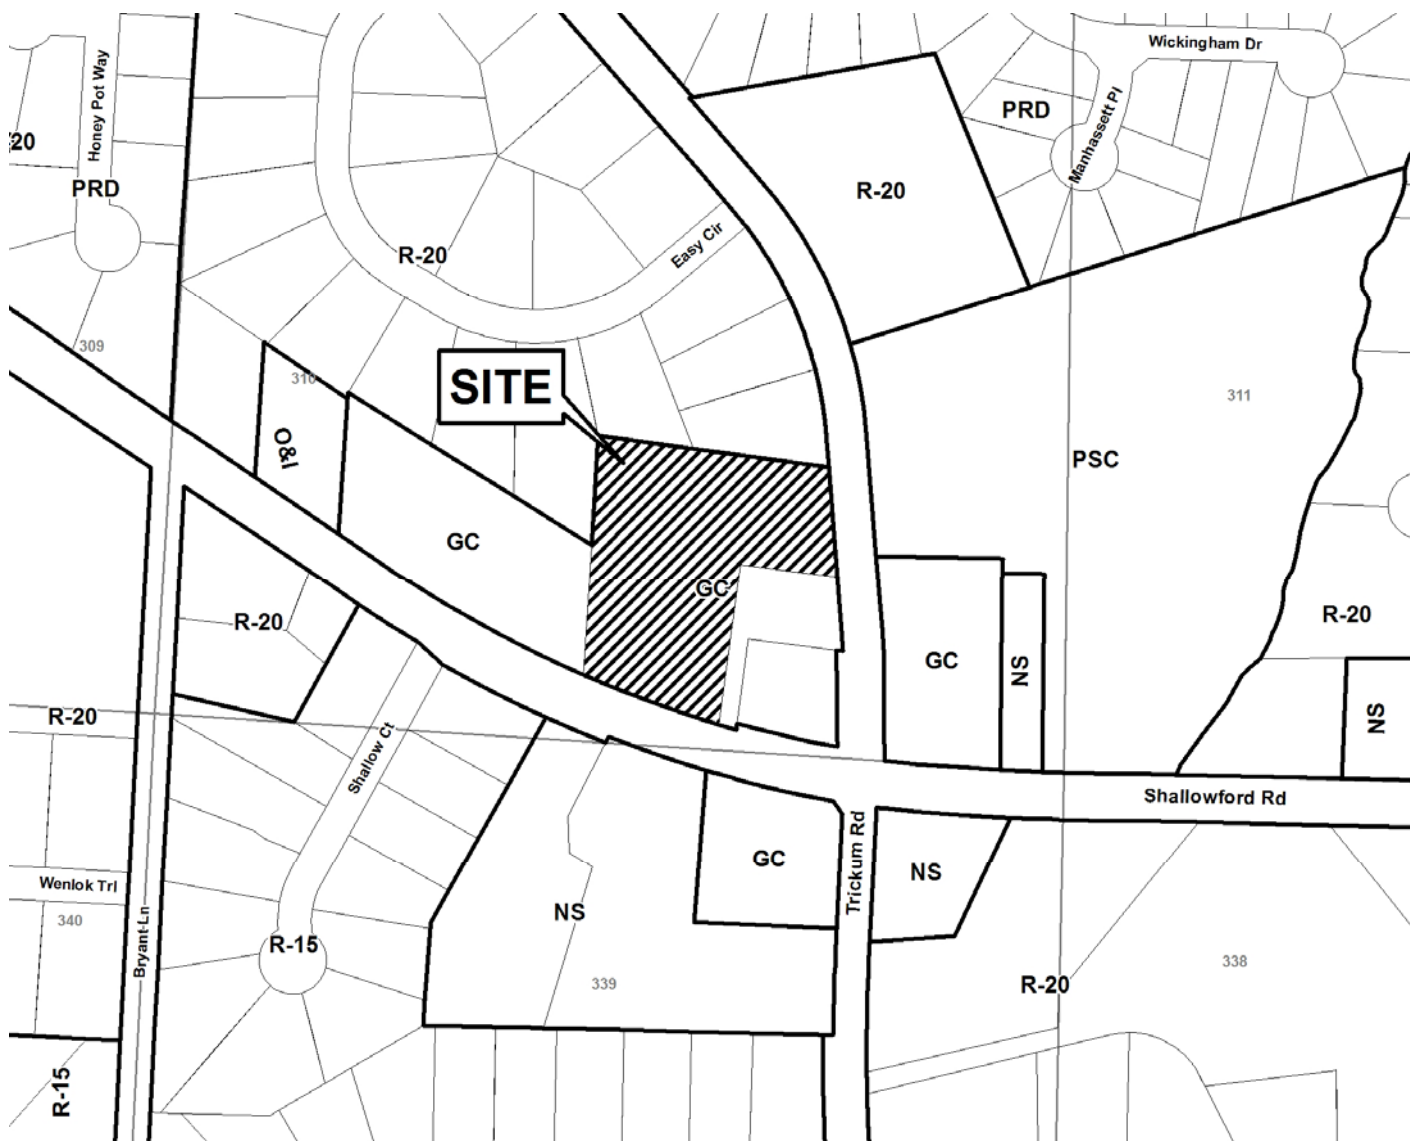 Wickingham Dr
Honey Pot Way
PRD
Manhassett Pl
20
PRD
R-20
R-20
Easy Cir
309
310
SITE
311
O&I
PSC
GC
GC
R-20
R-20
GC
NS
R-20
NS
Shallow Ct
Shallowford Rd
Trickum Rd
GC
NS
Wenlok Trl
340
NS
Bryant Ln
R-15
339
338
R-20
R-15